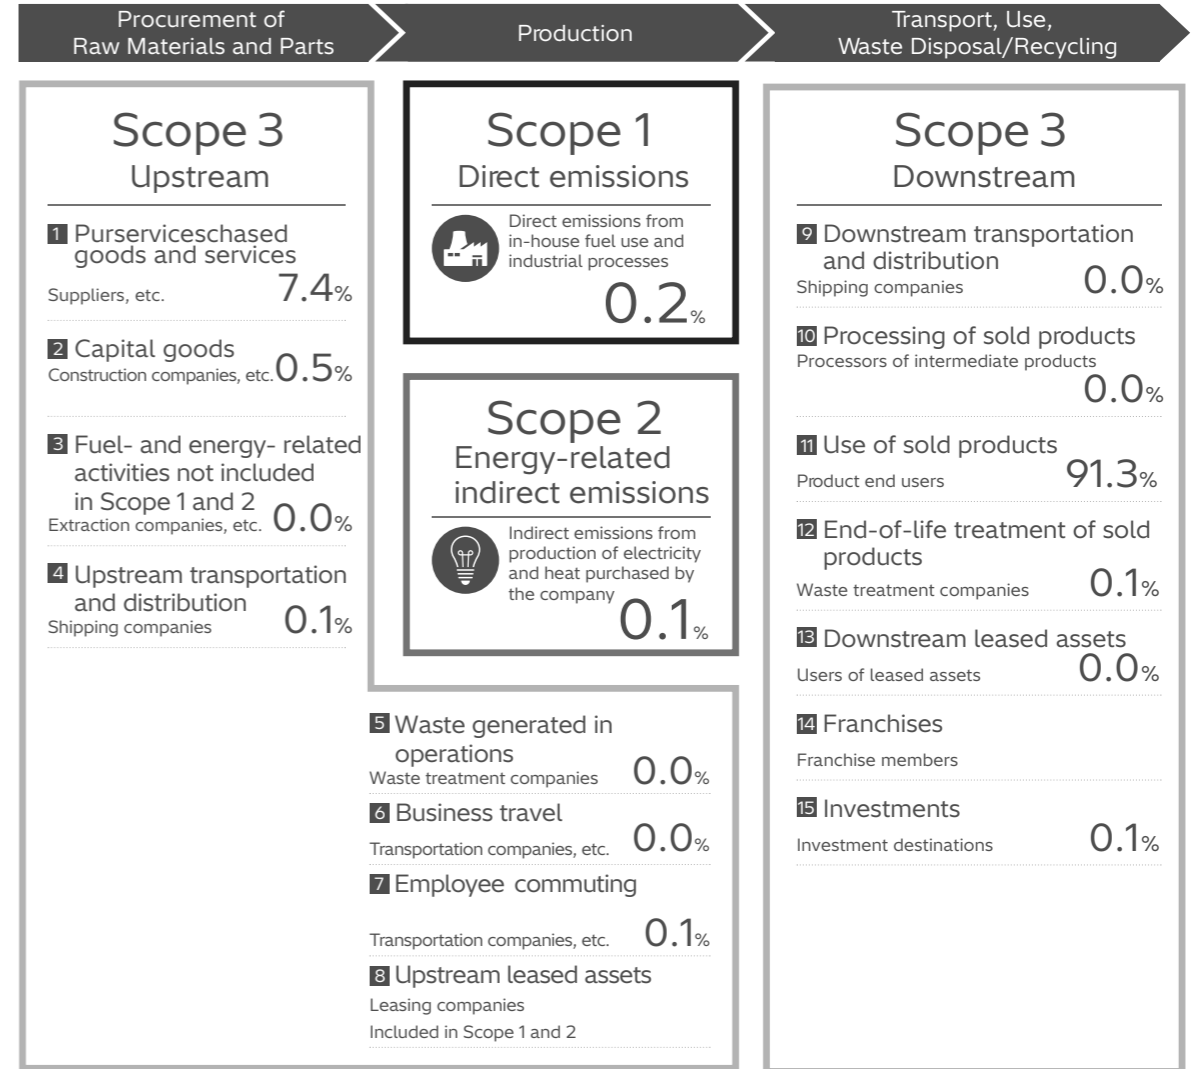 Procurement of
Raw Materials and Parts
Production
Transport, Use,
Waste Disposal/Recycling
Scope 3
Upstream
1 Purserviceschased
goods and services
Suppliers, etc. 7.4%
2 Capital goods
Construction companies, etc. 0.5%
3 Fuel- and energy- related
activities not included
in Scope 1 and 2
Extraction companies, etc. 0.0%
4 Upstream transportation
and distribution
Shipping companies 0.1%
5 Waste generated in
operations
Waste treatment companies 0.0%
6 Business travel
Transportation companies, etc. 0.0%
7 Employee commuting
Transportation companies, etc. 0.1%
8 Upstream leased assets
Leasing companies
Included in Scope 1 and 2
Scope 1
Direct emissions
Direct emissions from
in-house fuel use and
industrial processes
0.2%
Scope 2
Energy-related
indirect emissions
Indirect emissions from
production of electricity
and heat purchased by
the company
0.1%
Scope 3
Downstream
9 Downstream transportation
and distribution
Shipping companies 0.0%
10 Processing of sold products
Processors of intermediate products
0.0%
11 Use of sold products
Product end users 91.3%
12 End-of-life treatment of sold
products
Waste treatment companies 0.1%
13 Downstream leased assets
Users of leased assets 0.0%
14 Franchises
Franchise members
15 Investments
Investment destinations 0.1%